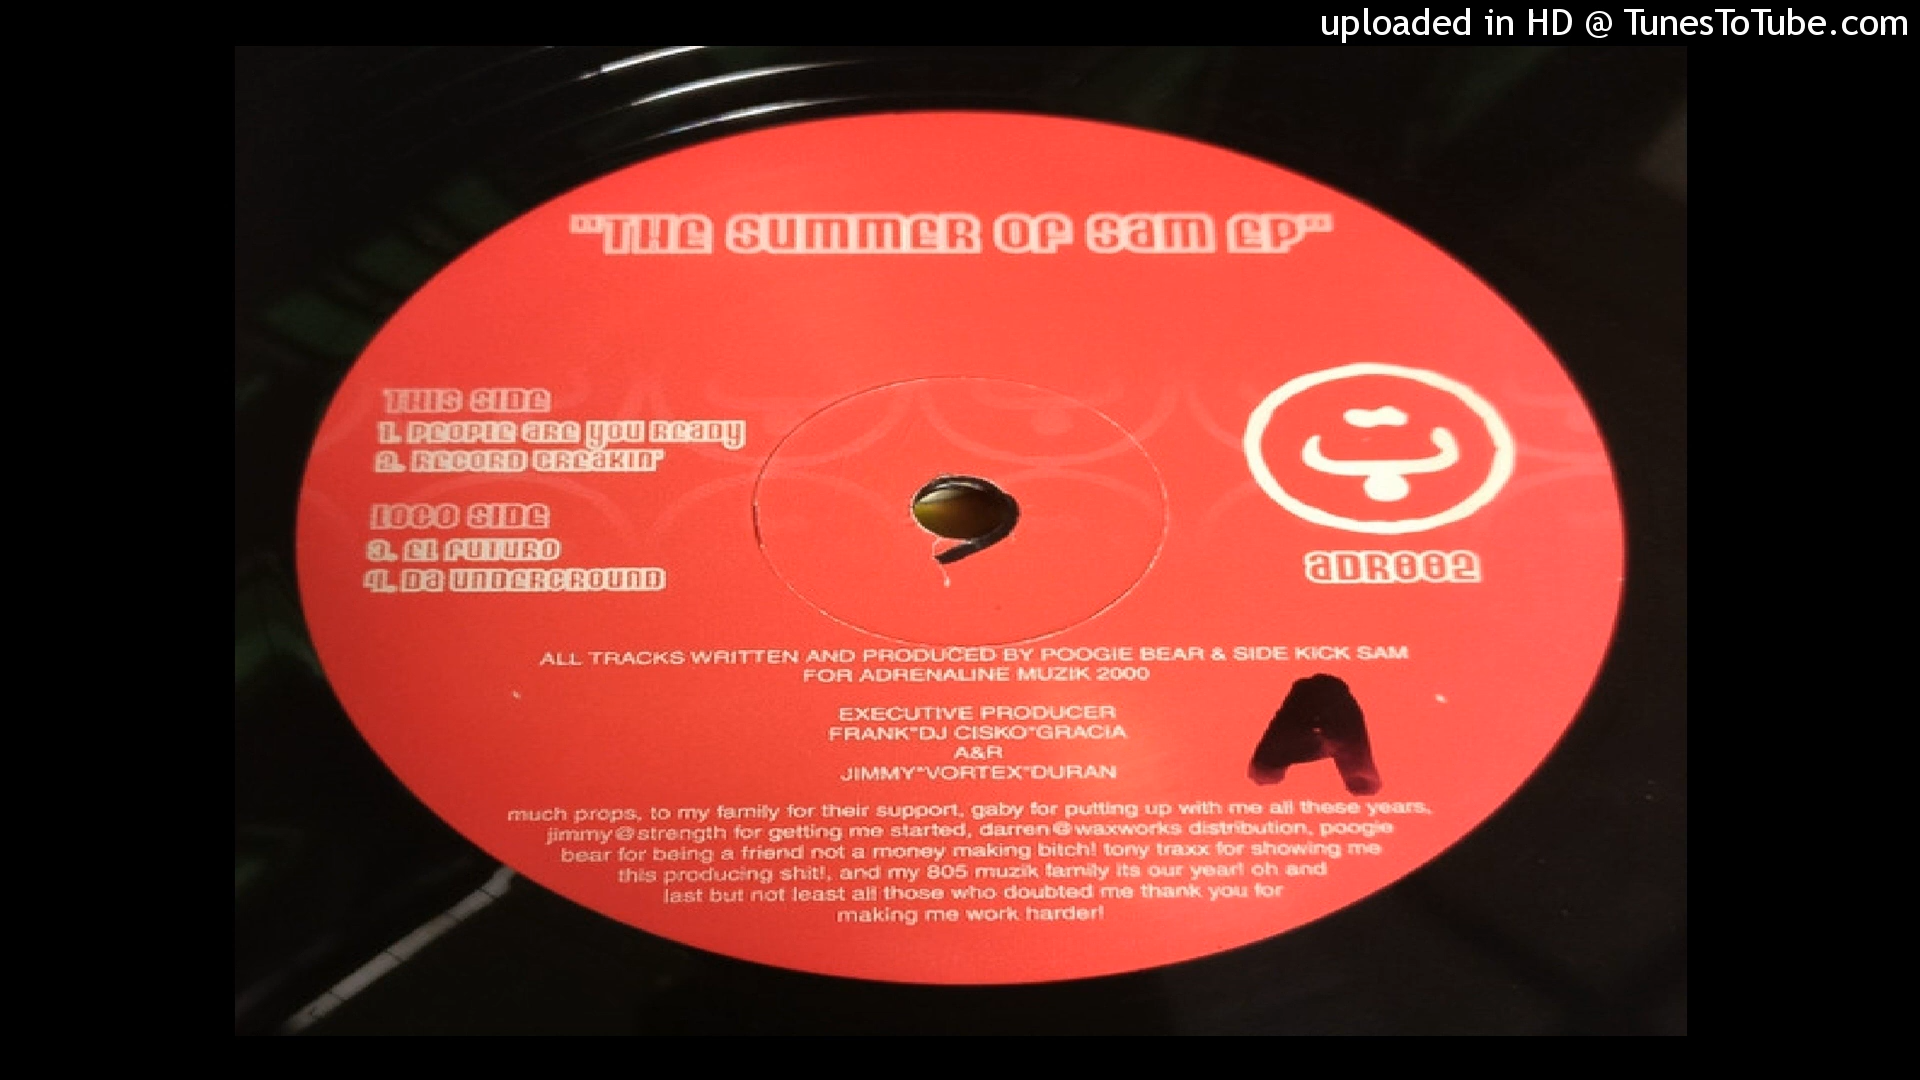 uploaded in HD @ TunesToTube.com
"THE SUMMER OF SAM EP"
THIS SIDE
1. PEOPLE ARE YOU READY
2. RECORD BREAKIN'
LOCO SIDE
3. EL FUTURO
4. DA UNDERGROUND
ADR002
ALL TRACKS WRITTEN AND PRODUCED BY POOGIE BEAR & SIDE KICK SAM
FOR ADRENALINE MUZIK 2000
EXECUTIVE PRODUCER
FRANK"DJ CISKO"GRACIA
A&R
JIMMY"VORTEX"DURAN
A
much props, to my family for their support, gaby for putting up with me all these years,
jimmy@strength for getting me started, darren@waxworks distribution, poogie
bear for being a friend not a money making bitch! tony traxx for showing me
this producing shit!, and my 805 muzik family its our year! oh and
last but not least all those who doubted me thank you for
making me work harder!